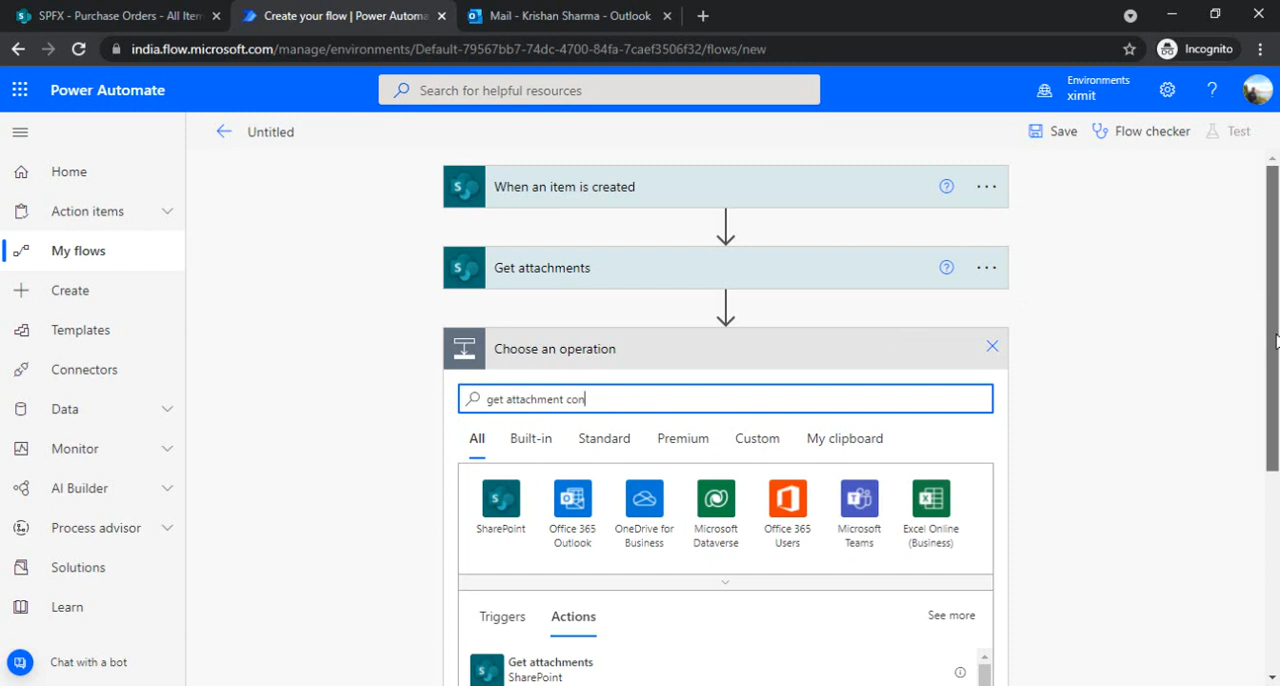 SPFX - Purchase Orders - All Item
Create your flow | Power Automa
Mail - Krishan Sharma - Outlook
india.flow.microsoft.com/manage/environments/Default-79567bb7-74dc-4700-84fa-7caef3506f32/flows/new
Incognito
Power Automate
Search for helpful resources
Environments
ximit
Untitled
Save
Flow checker
Test
Home
Action items
My flows
Create
Templates
Connectors
Data
Monitor
AI Builder
Process advisor
Solutions
Learn
Chat with a bot
When an item is created
Get attachments
Choose an operation
get attachment con
All
Built-in
Standard
Premium
Custom
My clipboard
SharePoint
Office 365
Outlook
OneDrive for
Business
Microsoft
Dataverse
Office 365
Users
Microsoft
Teams
Excel Online
(Business)
Triggers
Actions
See more
Get attachments
SharePoint